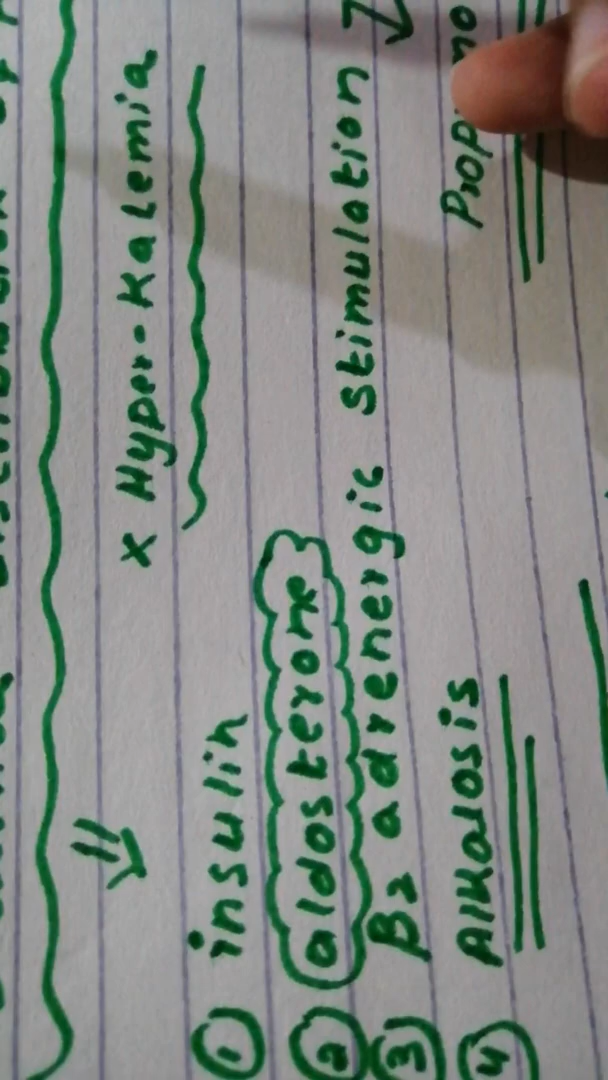 x Hyper-Kalemia
① insulin
② aldosterone
③ B2 adrenergic stimulation
④ Alkalosis